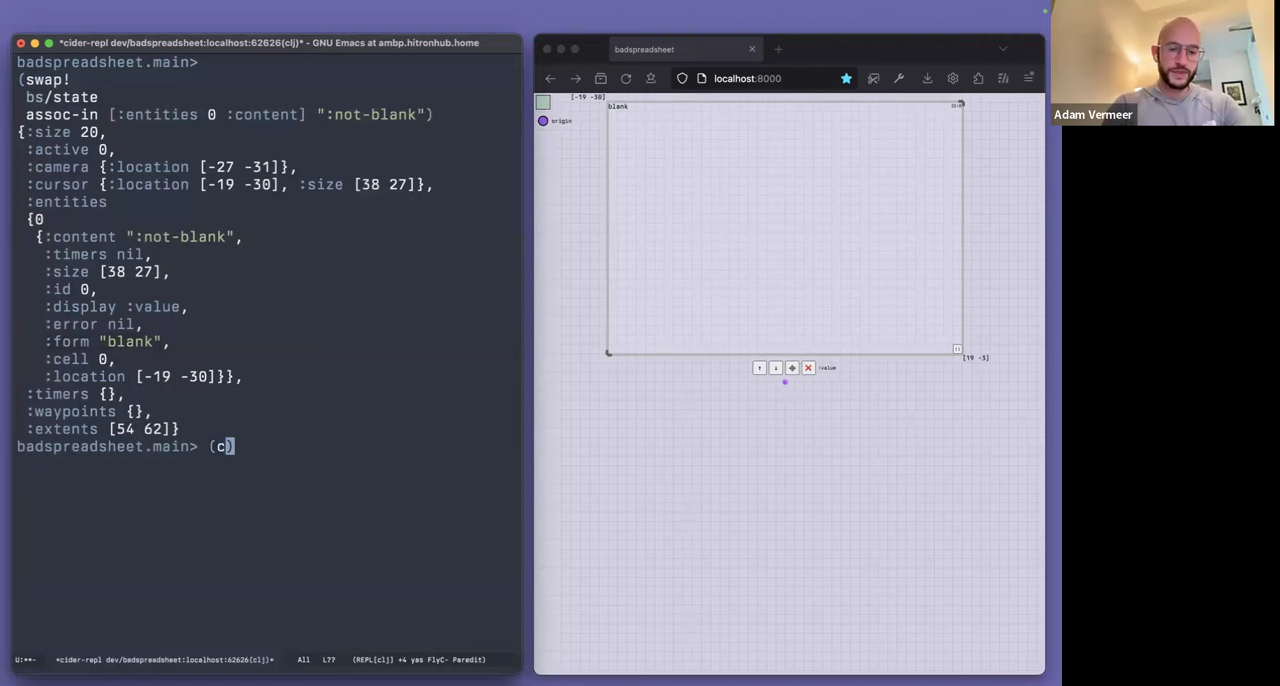 *cider-repl dev/badspreadsheet:localhost:62626(clj)* - GNU Emacs at ambp.hitronhub.home
badspreadsheet.main>
(swap!
bs/state
assoc-in [:entities 0 :content] ":not-blank")
{:size 20,
:active 0,
:camera {:location [-27 -31]},
:cursor {:location [-19 -30], :size [38 27]},
:entities
{0
{:content ":not-blank",
:timers nil,
:size [38 27],
:id 0,
:display :value,
:error nil,
:form "blank",
:cell 0,
:location [-19 -30]}},
:timers {},
:waypoints {},
:extents [54 62]}
badspreadsheet.main> (c)
U:**- *cider-repl dev/badspreadsheet:localhost:62626(clj)* All L?? (REPL[clj] +4 yas FlyC- Paredit)
badspreadsheet
localhost:8000
[-19 -30]
blank
origin
[19 -3]
:value
Adam Vermeer